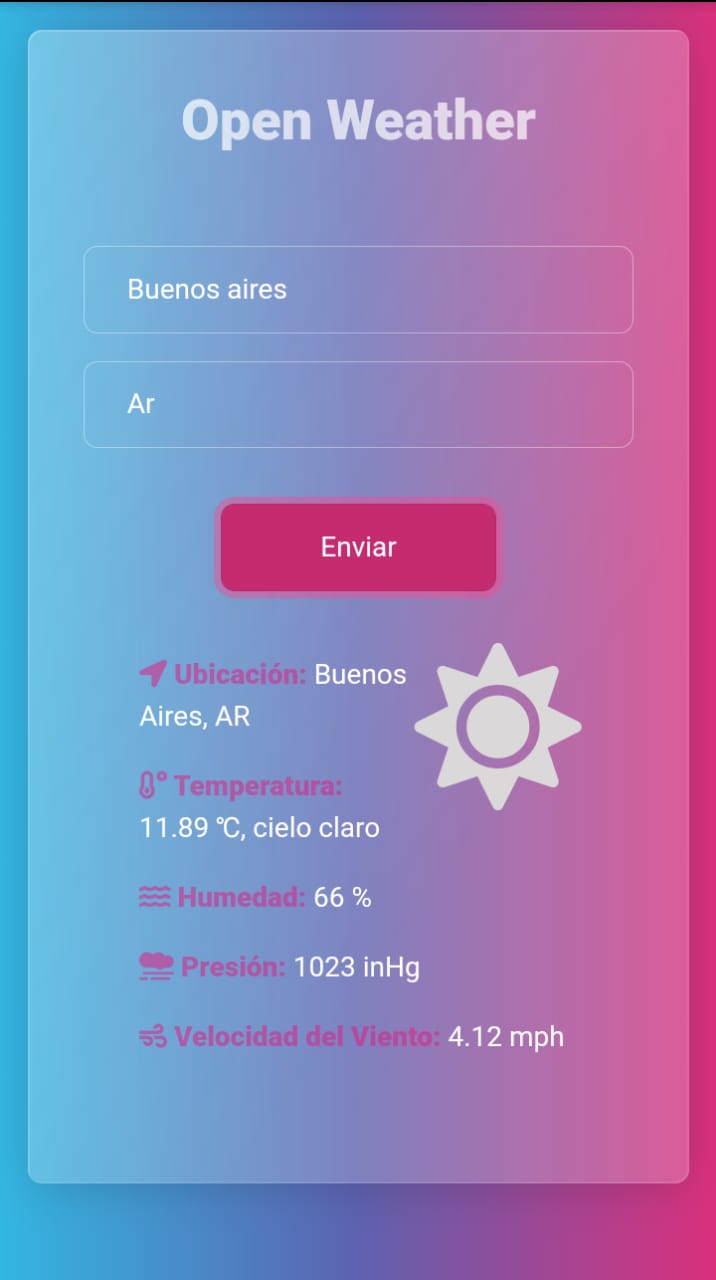 Open Weather
Buenos aires
Ar
Enviar
Ubicación: Buenos
Aires, AR
Temperatura:
11.89 ℃, cielo claro
Humedad: 66 %
Presión: 1023 inHg
Velocidad del Viento: 4.12 mph